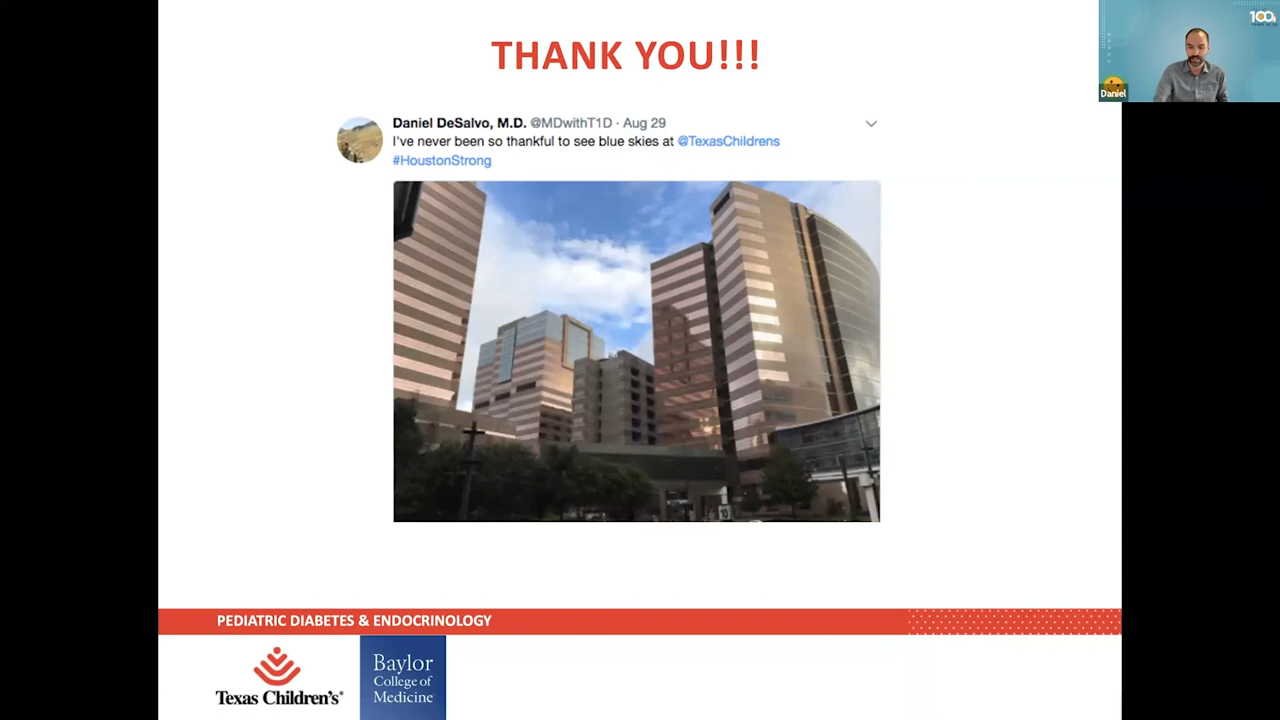 THANK YOU!!!
Daniel DeSalvo, M.D. @MDwithT1D · Aug 29
I've never been so thankful to see blue skies at @TexasChildrens
#HoustonStrong
PEDIATRIC DIABETES & ENDOCRINOLOGY
Texas Children's®
Baylor
College of
Medicine
100
Daniel